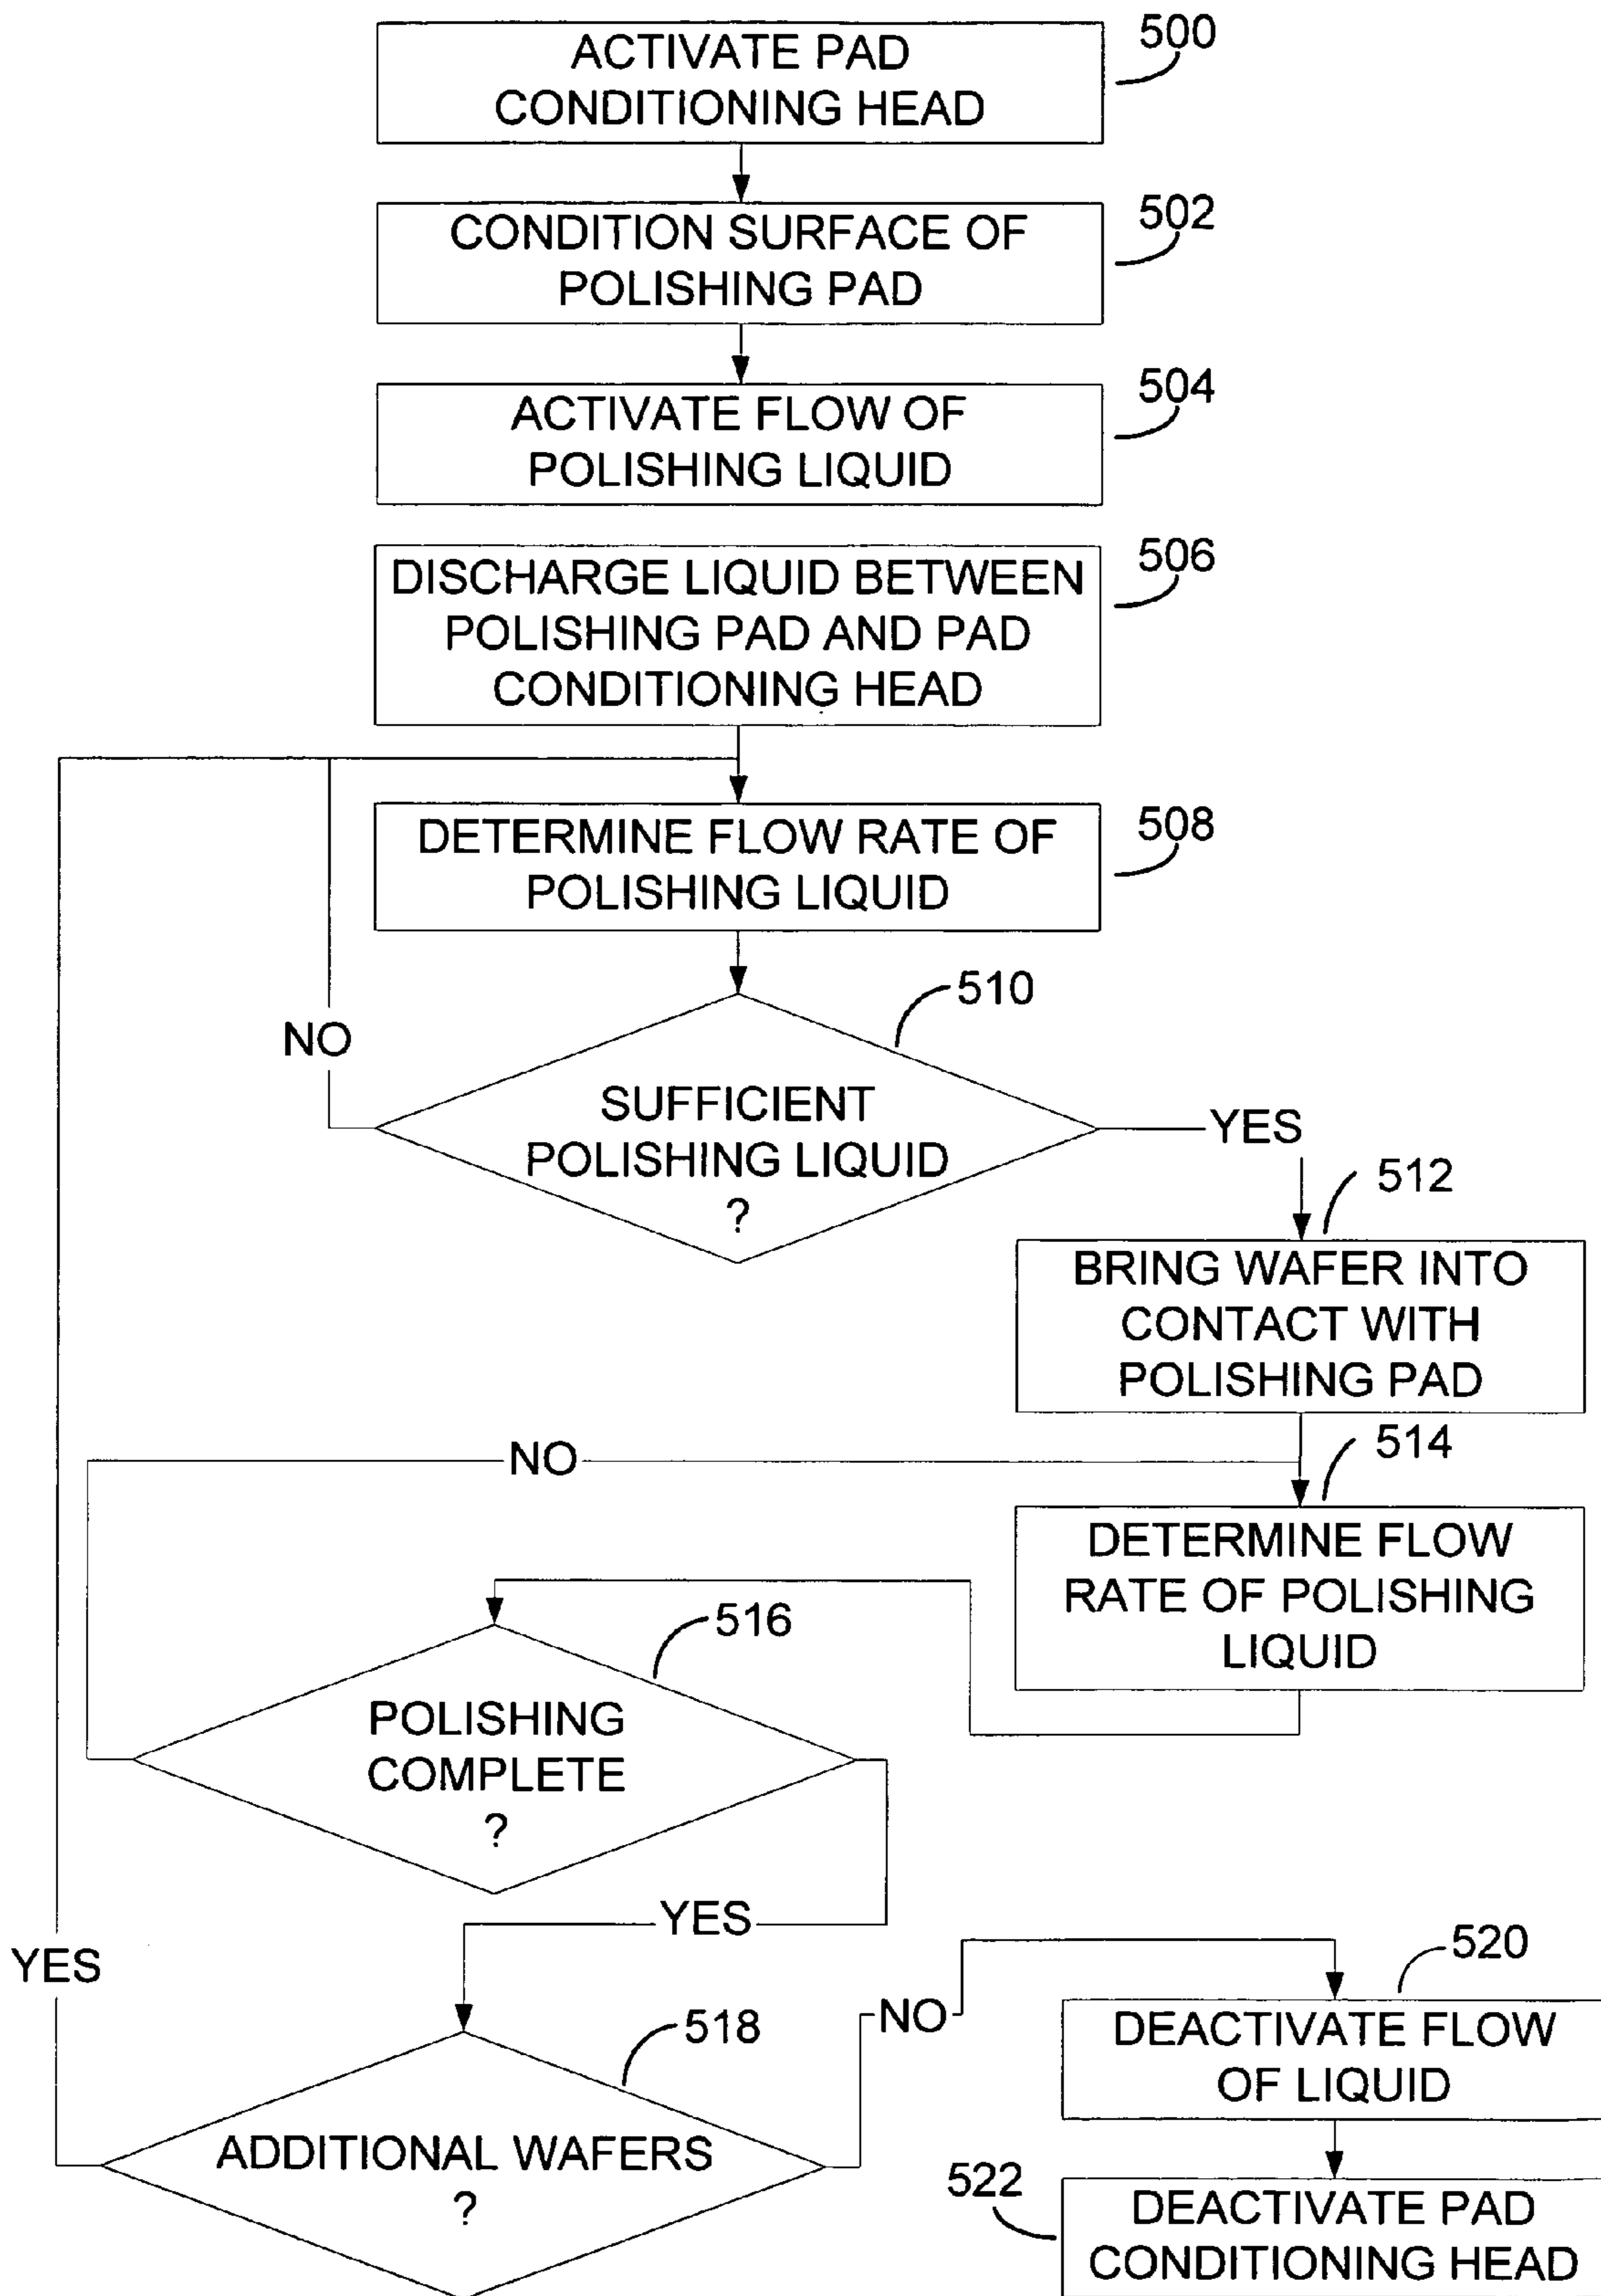 ACTIVATE PAD
CONDITIONING HEAD
500
CONDITION SURFACE OF
POLISHING PAD
502
ACTIVATE FLOW OF
POLISHING LIQUID
504
DISCHARGE LIQUID BETWEEN
POLISHING PAD AND PAD
CONDITIONING HEAD
506
DETERMINE FLOW RATE OF
POLISHING LIQUID
508
510
NO
SUFFICIENT
POLISHING LIQUID
?
YES
512
BRING WAFER INTO
CONTACT WITH
POLISHING PAD
NO
514
DETERMINE FLOW
RATE OF POLISHING
LIQUID
516
POLISHING
COMPLETE
?
YES
YES
518
ADDITIONAL WAFERS
?
NO
520
DEACTIVATE FLOW
OF LIQUID
522
DEACTIVATE PAD
CONDITIONING HEAD